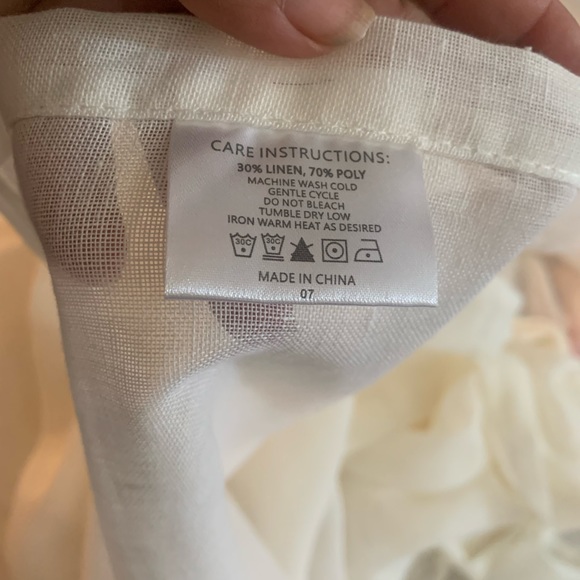 CARE INSTRUCTIONS:
30% LINEN, 70% POLY
MACHINE WASH COLD
GENTLE CYCLE
DO NOT BLEACH
TUMBLE DRY LOW
IRON WARM HEAT AS DESIRED
30C 30C
MADE IN CHINA
07